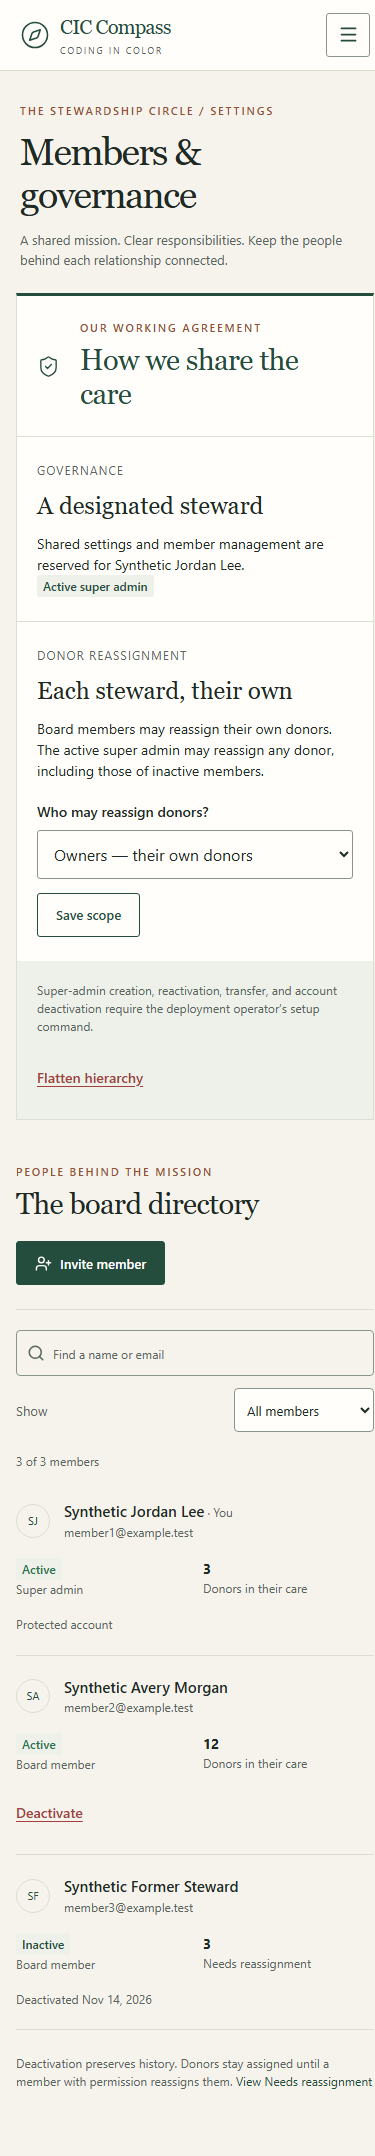 CIC Compass
CODING IN COLOR
THE STEWARDSHIP CIRCLE / SETTINGS
Members &
governance
A shared mission. Clear responsibilities. Keep the people
behind each relationship connected.
OUR WORKING AGREEMENT
How we share the
care
GOVERNANCE
A designated steward
Shared settings and member management are
reserved for Synthetic Jordan Lee.
Active super admin
DONOR REASSIGNMENT
Each steward, their own
Board members may reassign their own donors.
The active super admin may reassign any donor,
including those of inactive members.
Who may reassign donors?
Owners — their own donors
Save scope
Super-admin creation, reactivation, transfer, and account
deactivation require the deployment operator's setup
command.
Flatten hierarchy
PEOPLE BEHIND THE MISSION
The board directory
Invite member
Find a name or email
Show
All members
3 of 3 members
SJ
Synthetic Jordan Lee · You
member1@example.test
Active
3
Super admin
Donors in their care
Protected account
SA
Synthetic Avery Morgan
member2@example.test
Active
12
Board member
Donors in their care
Deactivate
SF
Synthetic Former Steward
member3@example.test
Inactive
3
Board member
Needs reassignment
Deactivated Nov 14, 2026
Deactivation preserves history. Donors stay assigned until a
member with permission reassigns them. View Needs reassignment